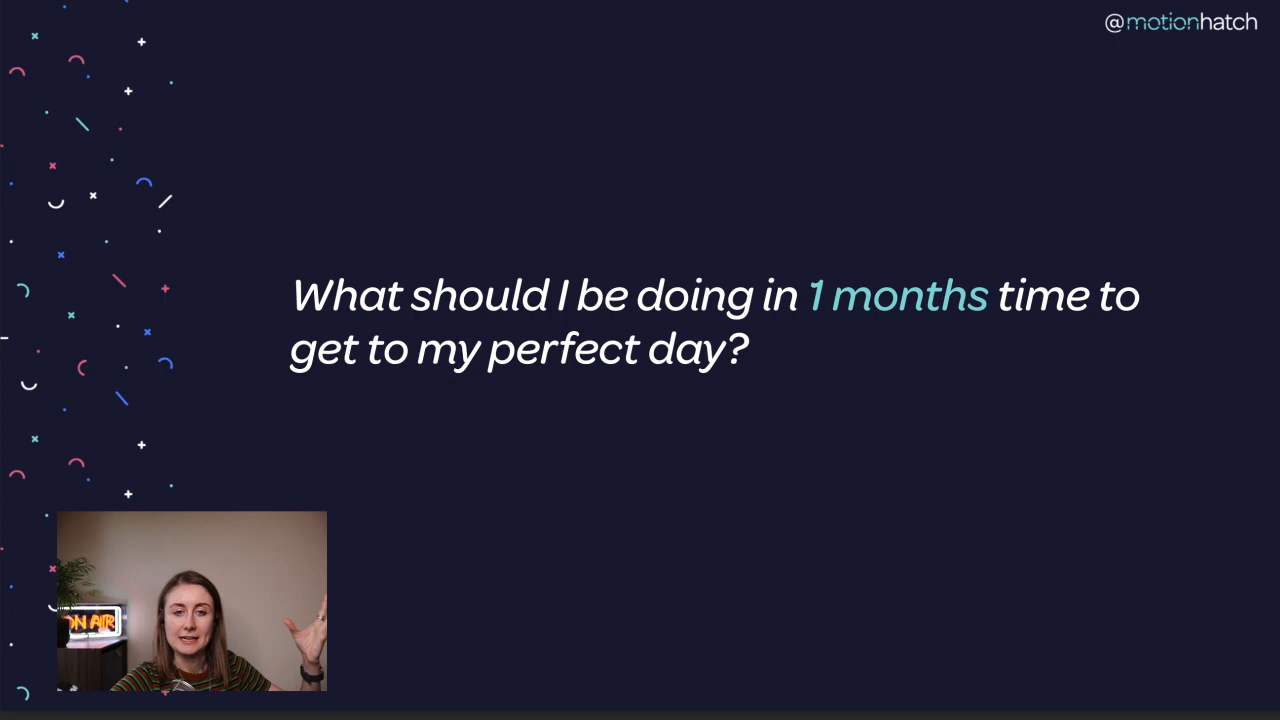 @motionhatch
What should I be doing in 1 months time to
get to my perfect day?
ON AIR